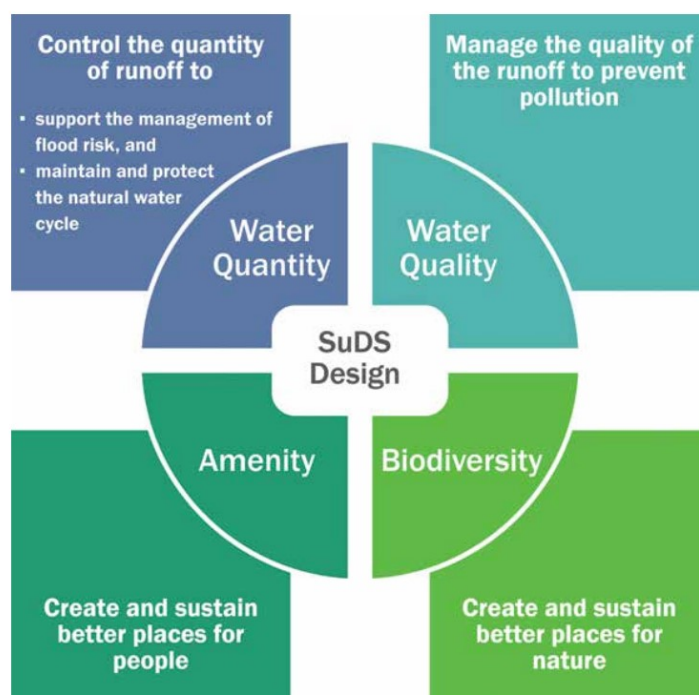 Control the quantity
of runoff to
• support the management of
flood risk, and
• maintain and protect
the natural water
cycle
Manage the quality of
the runoff to prevent
pollution
Water
Quantity
Water
Quality
SuDS
Design
Amenity
Biodiversity
Create and sustain
better places for
people
Create and sustain
better places for
nature